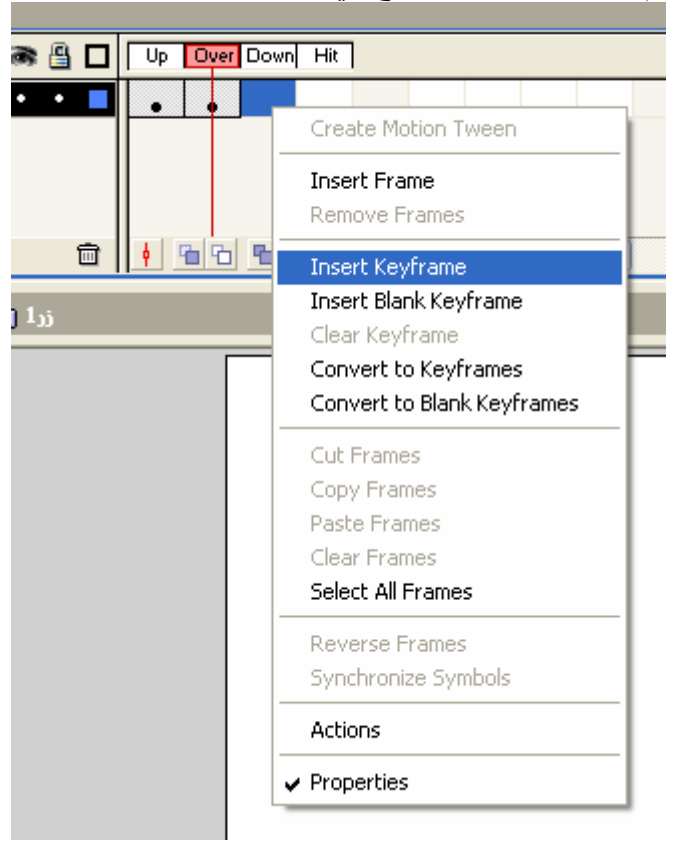 Up Over Down Hit
Create Motion Tween
Insert Frame
Remove Frames
Insert Keyframe
Insert Blank Keyframe
Clear Keyframe
Convert to Keyframes
Convert to Blank Keyframes
Cut Frames
Copy Frames
Paste Frames
Clear Frames
Select All Frames
Reverse Frames
Synchronize Symbols
Actions
Properties